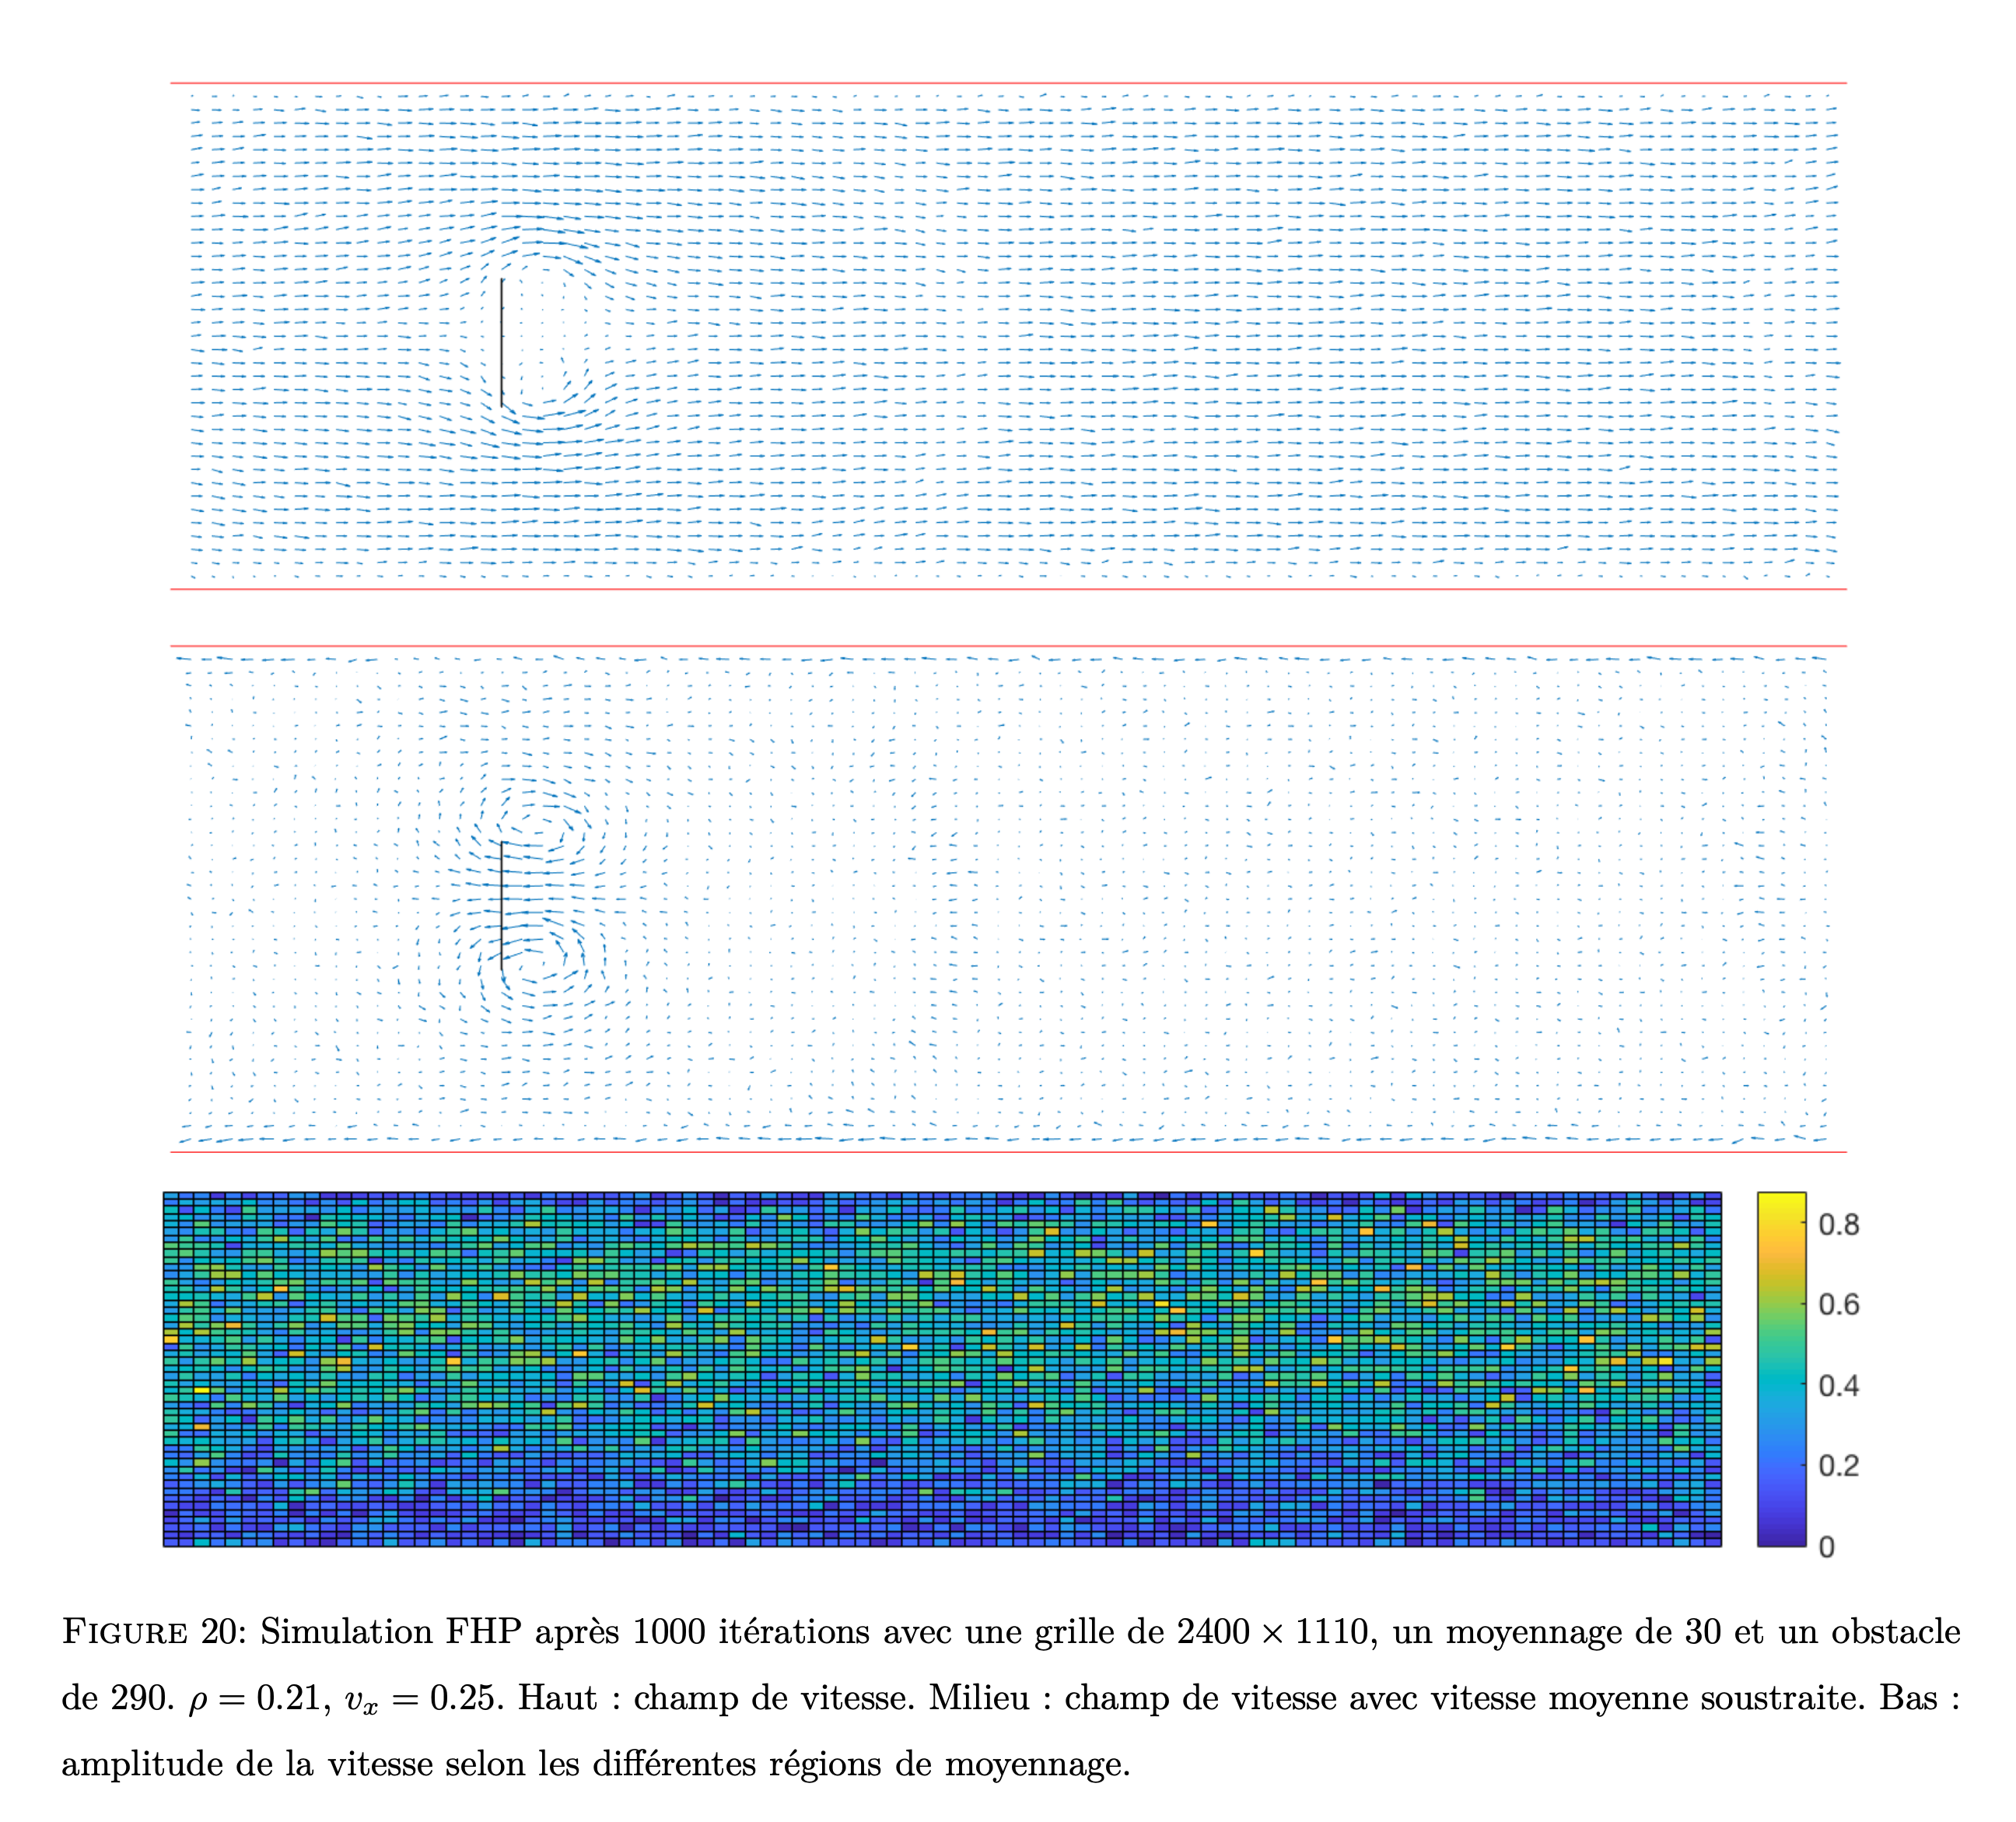 0.8
0.6
0.4
0.2
0
FIGURE 20: Simulation FHP après 1000 itérations avec une grille de 2400 × 1110, un moyennage de 30 et un obstacle
de 290. ρ = 0.21, vₓ = 0.25. Haut : champ de vitesse. Milieu : champ de vitesse avec vitesse moyenne soustraite. Bas :
amplitude de la vitesse selon les différentes régions de moyennage.